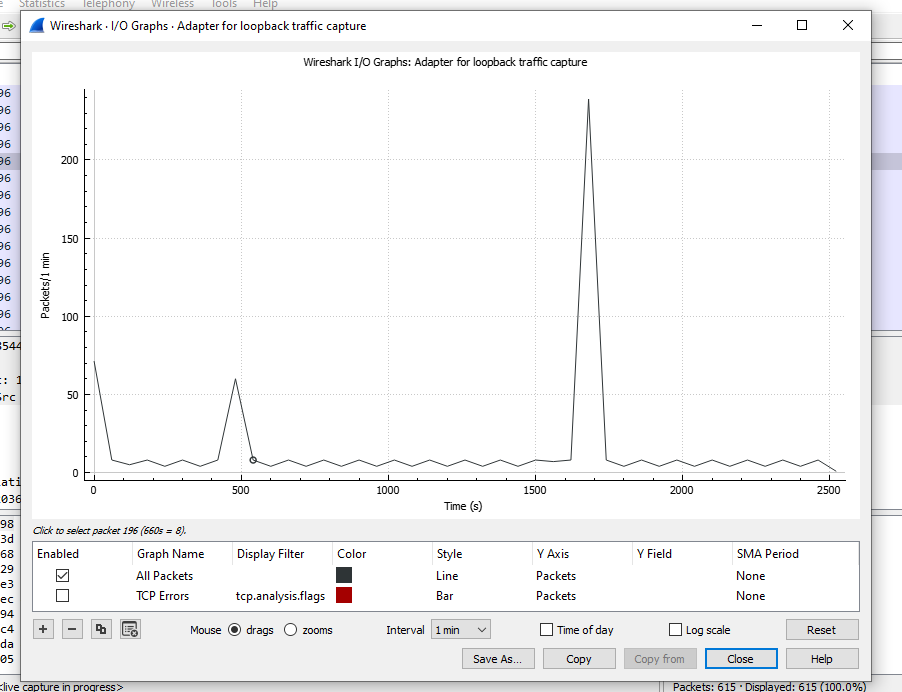 Statistics Telephony Wireless Tools Help
Wireshark · I/O Graphs · Adapter for loopback traffic capture
Wireshark I/O Graphs: Adapter for loopback traffic capture
200
150
100
50
0
Packets/1 min
0 500 1000 1500 2000 2500
Time (s)
Click to select packet 196 (660s = 8).
Enabled Graph Name Display Filter Color Style Y Axis Y Field SMA Period
All Packets Line Packets None
TCP Errors tcp.analysis.flags Bar Packets None
Mouse drags zooms Interval 1 min Time of day Log scale Reset
Save As... Copy Copy from Close Help
96
96
96
96
96
96
96
96
96
96
96
96
96
96
8544
t: 1
Src
1036
98
3d
68
29
e3
ec
94
c4
da
05
<live capture in progress> Packets: 615 · Displayed: 615 (100.0%)